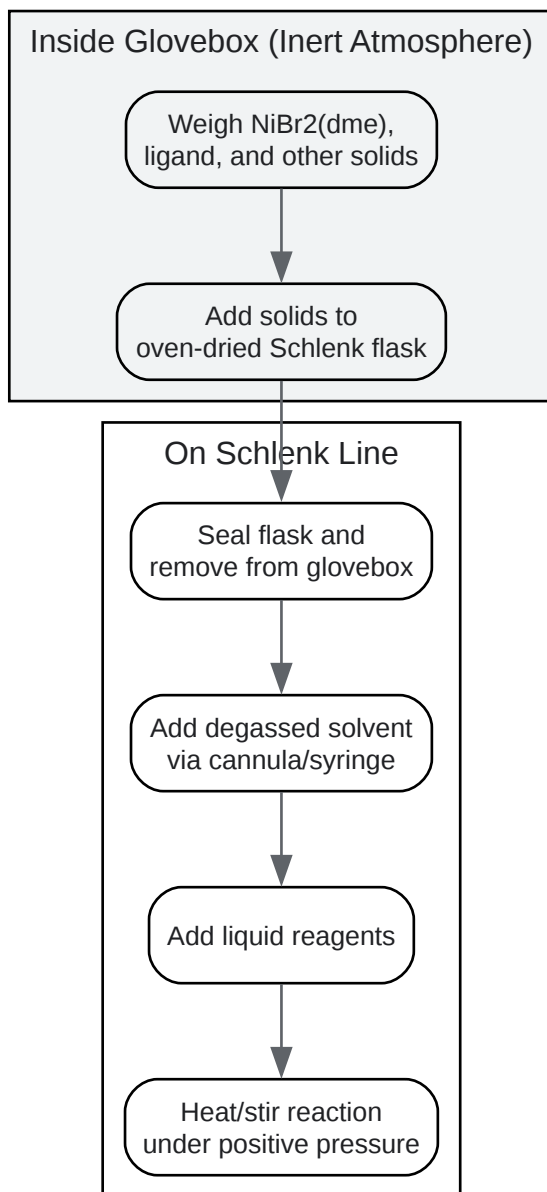 Inside Glovebox (Inert Atmosphere)
Weigh NiBr2(dme),
ligand, and other solids
Add solids to
oven-dried Schlenk flask
On Schlenk Line
Seal flask and
remove from glovebox
Add degassed solvent
via cannula/syringe
Add liquid reagents
Heat/stir reaction
under positive pressure